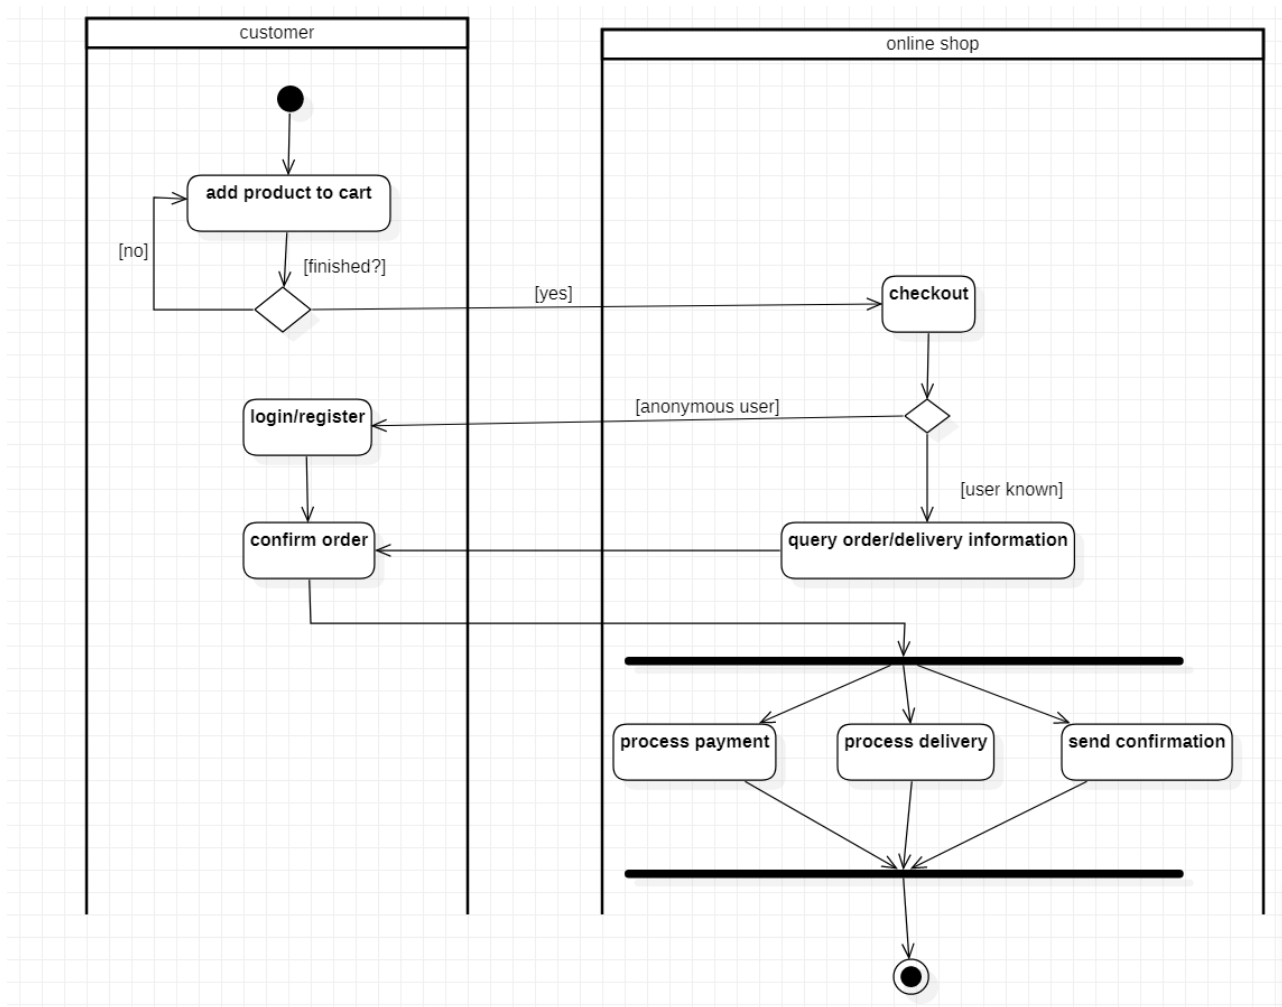 customer
online shop
add product to cart
[no]
[finished?]
[yes]
checkout
[anonymous user]
login/register
[user known]
confirm order
query order/delivery information
process payment
process delivery
send confirmation